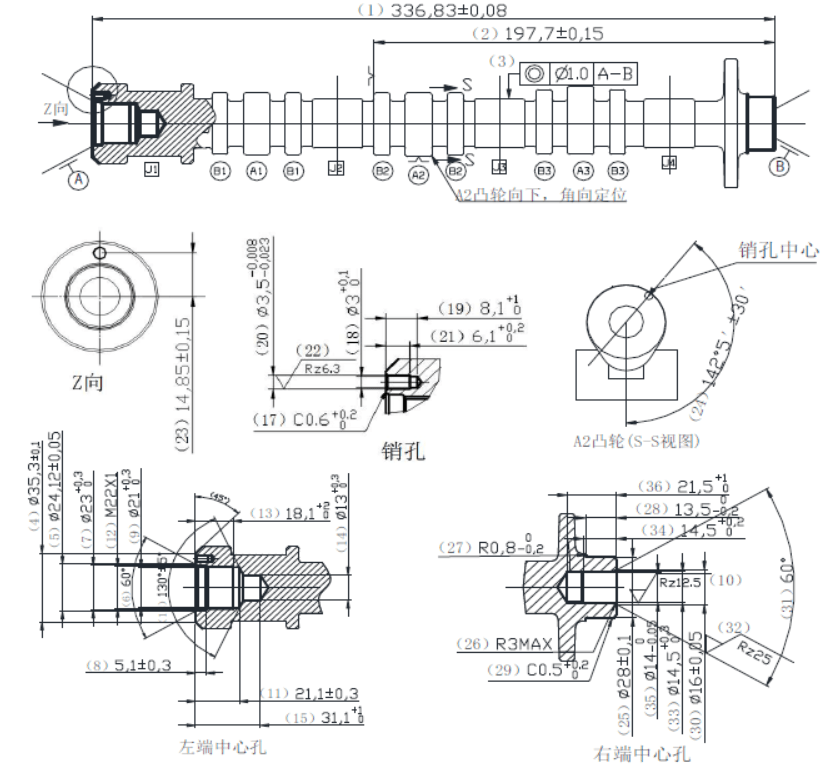 (1) 336,83±0,08
(2) 197,7±0,15
(3) ◎ Ø1.0 A-B
S
Z向
A J1 B1 A1 B1 J2 B2 A2 B2 J3 B3 A3 B3 J4 B
S
A2凸轮向下，角向定位
销孔中心
(23) 14,85±0,15
Z向
(20) Ø3,5-0,008 -0,023
(18) Ø3+0,1 0
(19) 8,1+1 0
(21) 6,1+0,2 0
(22)
Rz6.3
(17) C0.6+0,2 0
销孔
(24) 142°5′±30′
A2凸轮(S-S视图)
(4) Ø35,3±0,1
(5) Ø24,12±0,05
(7) Ø23+0,3 0
(12) M22X1
(9) Ø21+0,3 0
(45°)
(13) 18,1
(14) Ø13+0,3 0
(6) 60°
130°±5°
(8) 5,1±0,3
(11) 21,1±0,3
(15) 31,1+1 0
左端中心孔
(36) 21,5+1 0
(28) 13,5 0 -0,2
(34) 14,5+0,2 0
(27) R0,8 0 -0,2
Rz12.5
(10)
(31) 60°
(32)
Rz25
(26) R3MAX
(29) C0.5+0,2 0
(25) Ø28±0,1
(35) Ø14 0 -0.05
(33) Ø14,5+0,3 0
(30) Ø16±0,05
右端中心孔